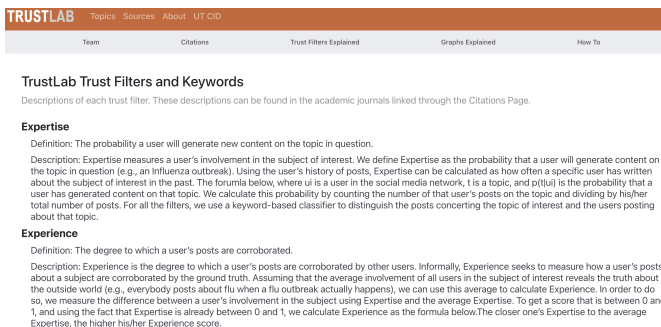 TRUSTLAB Topics Sources About UT CID
Team Citations Trust Filters Explained Graphs Explained How To
TrustLab Trust Filters and Keywords
Descriptions of each trust filter. These descriptions can be found in the academic journals linked through the Citations Page.
Expertise
Definition: The probability a user will generate new content on the topic in question.
Description: Expertise measures a user's involvement in the subject of interest. We define Expertise as the probability that a user will generate content on
the topic in question (e.g., an Influenza outbreak). Using the user's history of posts, Expertise can be calculated as how often a specific user has written
about the subject of interest in the past. The forumla below, where ui is a user in the social media network, t is a topic, and p(t|ui) is the probability that a
user has generated content on that topic. We calculate this probability by counting the number of that user's posts on the topic and dividing by his/her
total number of posts. For all the filters, we use a keyword-based classifier to distinguish the posts concerting the topic of interest and the users posting
about that topic.
Experience
Definition: The degree to which a user's posts are corroborated.
Description: Experience is the degree to which a user's posts are corroborated by other users. Informally, Experience seeks to measure how a user's posts
about a subject are corroborated by the ground truth. Assuming that the average involvement of all users in the subject of interest reveals the truth about
the outside world (e.g., everybody posts about flu when a flu outbreak actually happens), we can use this average to calculate Experience. In order to do
so, we measure the difference between a user's involvement in the subject using Expertise and the average Expertise. To get a score that is between 0 and
1, and using the fact that Expertise is already between 0 and 1, we calculate Experience as the formula below.The closer one's Expertise to the average
Expertise, the higher his/her Experience score.